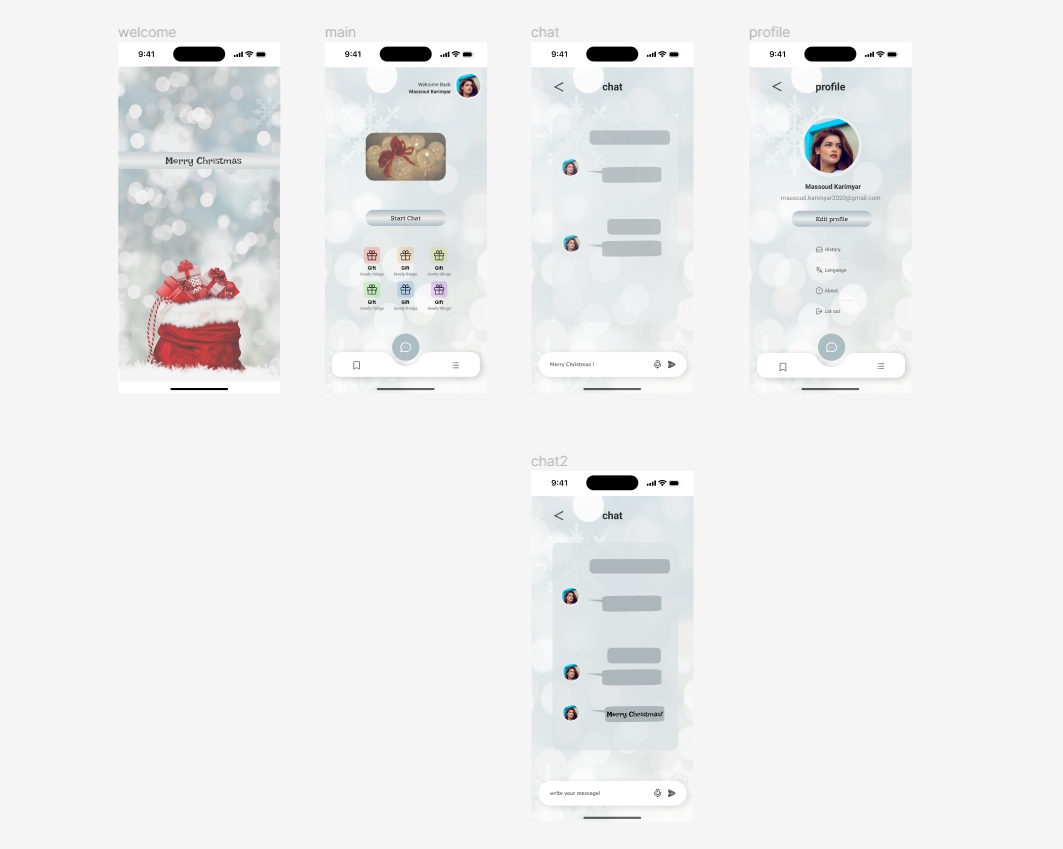 welcome
9:41
Merry Christmas
main
9:41
Welcome Back
Massoud Karimyar
Start Chat
Gift
lovely things
Gift
lovely things
Gift
lovely things
Gift
lovely things
Gift
lovely things
Gift
lovely things
chat
9:41
< chat
Merry Christmas !
profile
9:41
< profile
Massoud Karimyar
massoud.karimyar2020@gmail.com
Edit profile
History
Language
About
Lot out
chat2
9:41
< chat
Merry Christmas!
write your message!